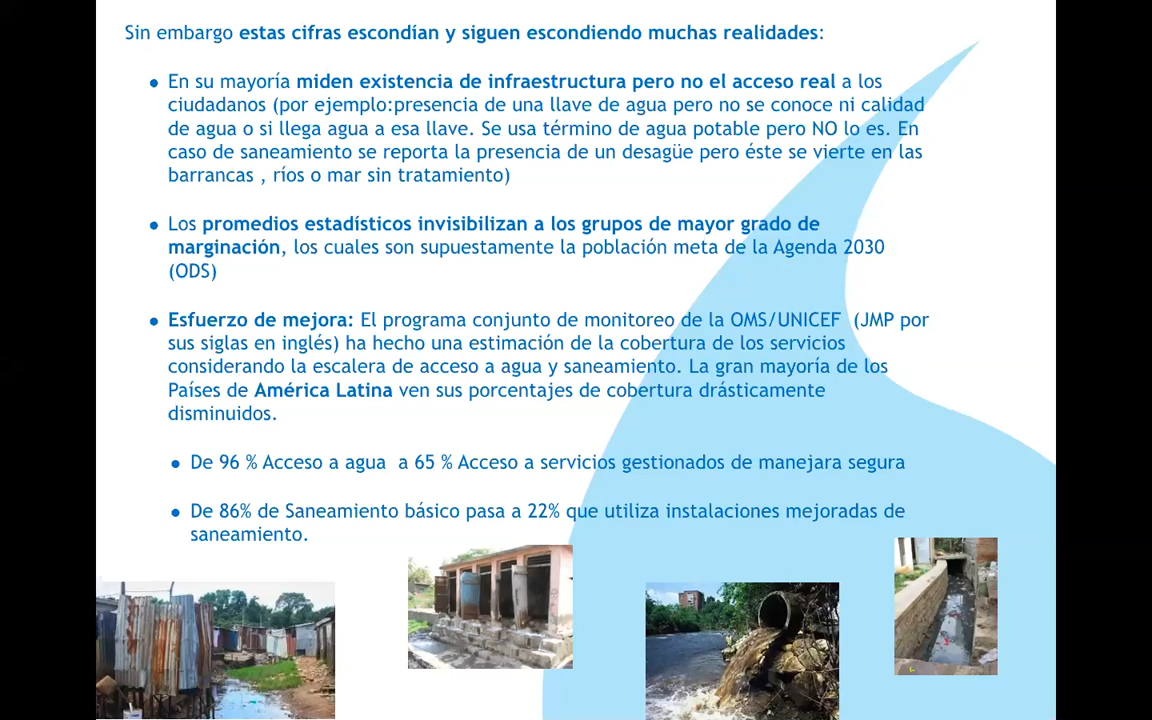 Sin embargo estas cifras escondían y siguen escondiendo muchas realidades:
● En su mayoría miden existencia de infraestructura pero no el acceso real a los
ciudadanos (por ejemplo:presencia de una llave de agua pero no se conoce ni calidad
de agua o si llega agua a esa llave. Se usa término de agua potable pero NO lo es. En
caso de saneamiento se reporta la presencia de un desagüe pero éste se vierte en las
barrancas , ríos o mar sin tratamiento)
● Los promedios estadísticos invisibilizan a los grupos de mayor grado de
marginación, los cuales son supuestamente la población meta de la Agenda 2030
(ODS)
● Esfuerzo de mejora: El programa conjunto de monitoreo de la OMS/UNICEF (JMP por
sus siglas en inglés) ha hecho una estimación de la cobertura de los servicios
considerando la escalera de acceso a agua y saneamiento. La gran mayoría de los
Países de América Latina ven sus porcentajes de cobertura drásticamente
disminuidos.
● De 96 % Acceso a agua a 65 % Acceso a servicios gestionados de manejara segura
● De 86% de Saneamiento básico pasa a 22% que utiliza instalaciones mejoradas de
saneamiento.